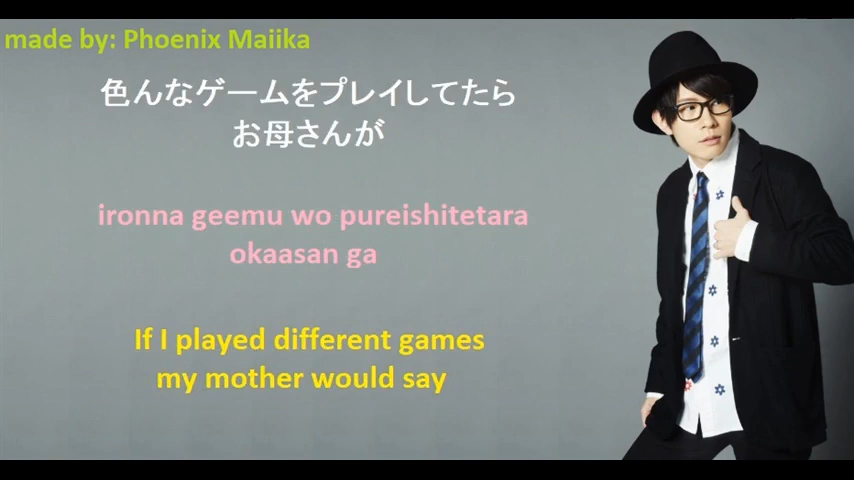 made by: Phoenix Maiika
色んなゲームをプレイしてたら
お母さんが
ironna geemu wo pureishitetara
okaasan ga
If I played different games
my mother would say